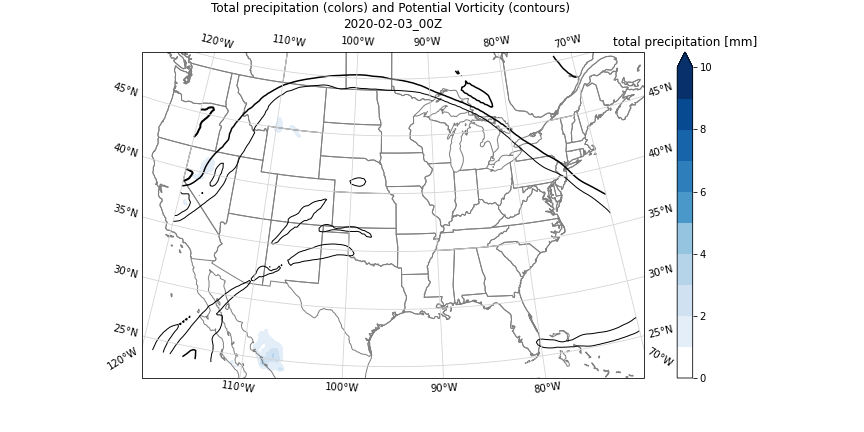 Total precipitation (colors) and Potential Vorticity (contours)
2020-02-03_00Z
120°W 110°W 100°W 90°W 80°W 70°W
total precipitation [mm]
45°N
40°N
35°N
30°N
25°N
120°W
45°N
40°N
35°N
30°N
25°N
70°W
110°W 100°W 90°W 80°W
10
8
6
4
2
0